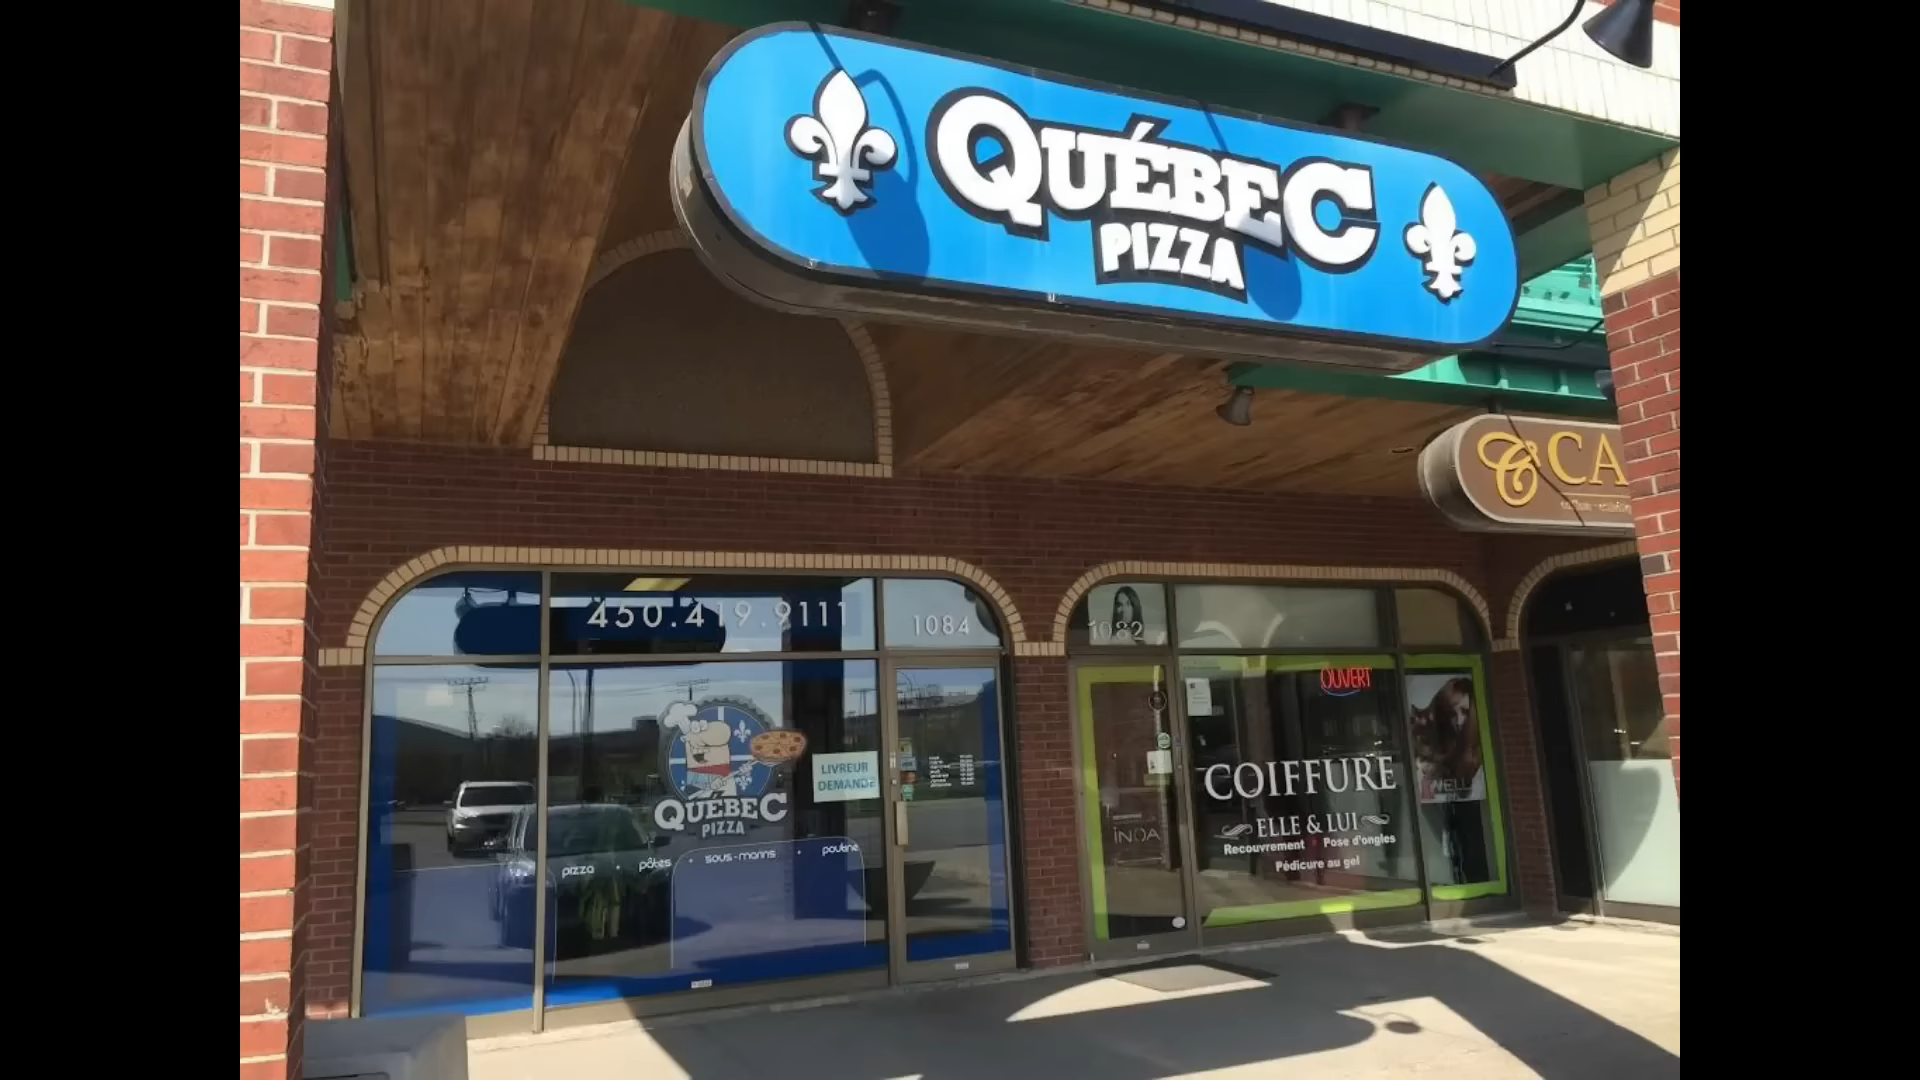 QUÉBEC
PIZZA
CA
450.419.9111
1084
1082
OUVERT
LIVREUR
DEMANDÉ
QUÉBEC
PIZZA
pizza • pâtes • sous-marins • poutine
COIFFURE
ELLE & LUI
Recouvrement • Pose d'ongles
Pédicure au gel
INOA
WELL